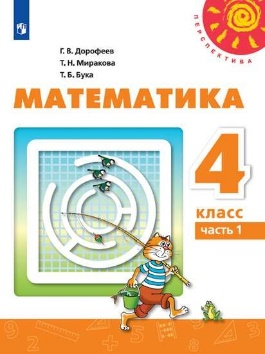 Г. В. Дорофеев
Т. Н. Миракова
Т. Б. Бука
ПЕРСПЕКТИВА
МАТЕМАТИКА
4
класс
часть 1